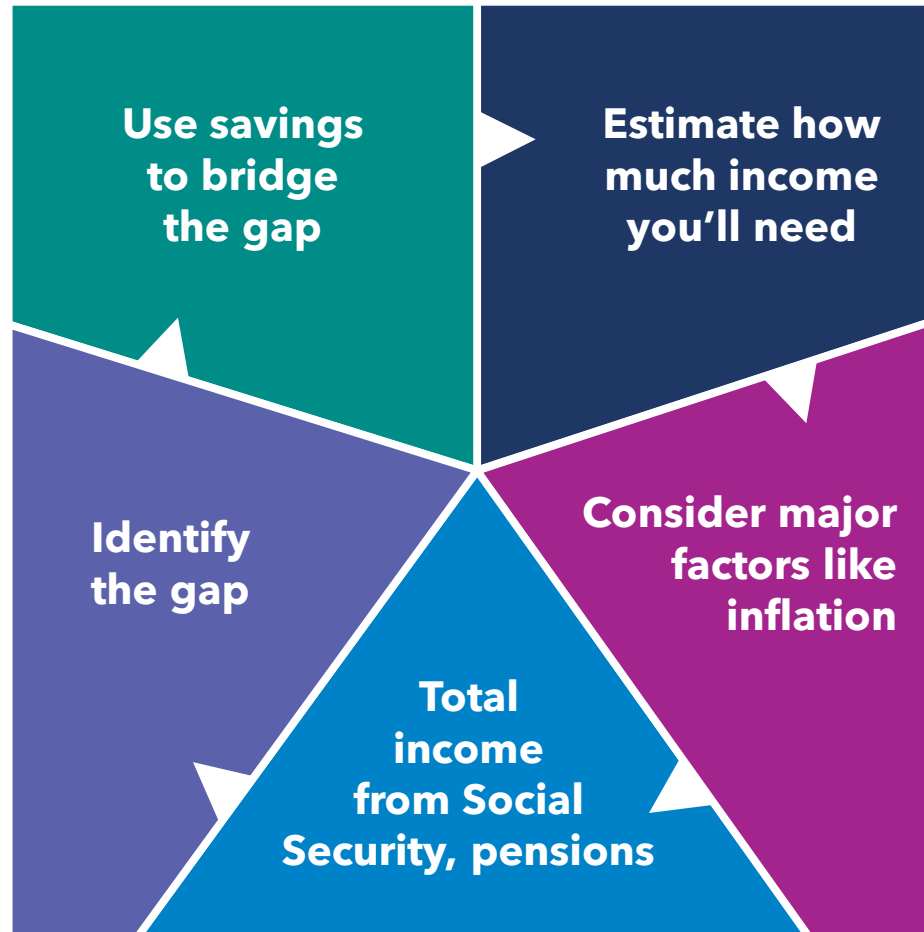 Use savings
to bridge
the gap
Estimate how
much income
you’ll need
Identify
the gap
Consider major
factors like
inflation
Total
income
from Social
Security, pensions